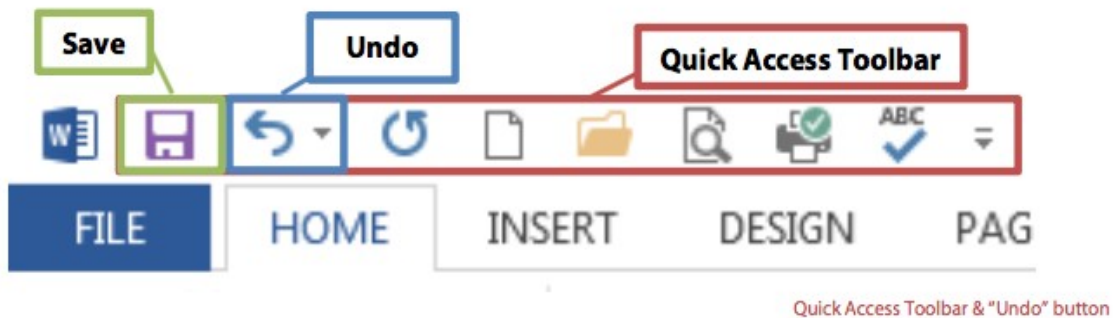 Save Undo Quick Access Toolbar
W ABC
FILE HOME INSERT DESIGN PAG
Quick Access Toolbar & "Undo" button